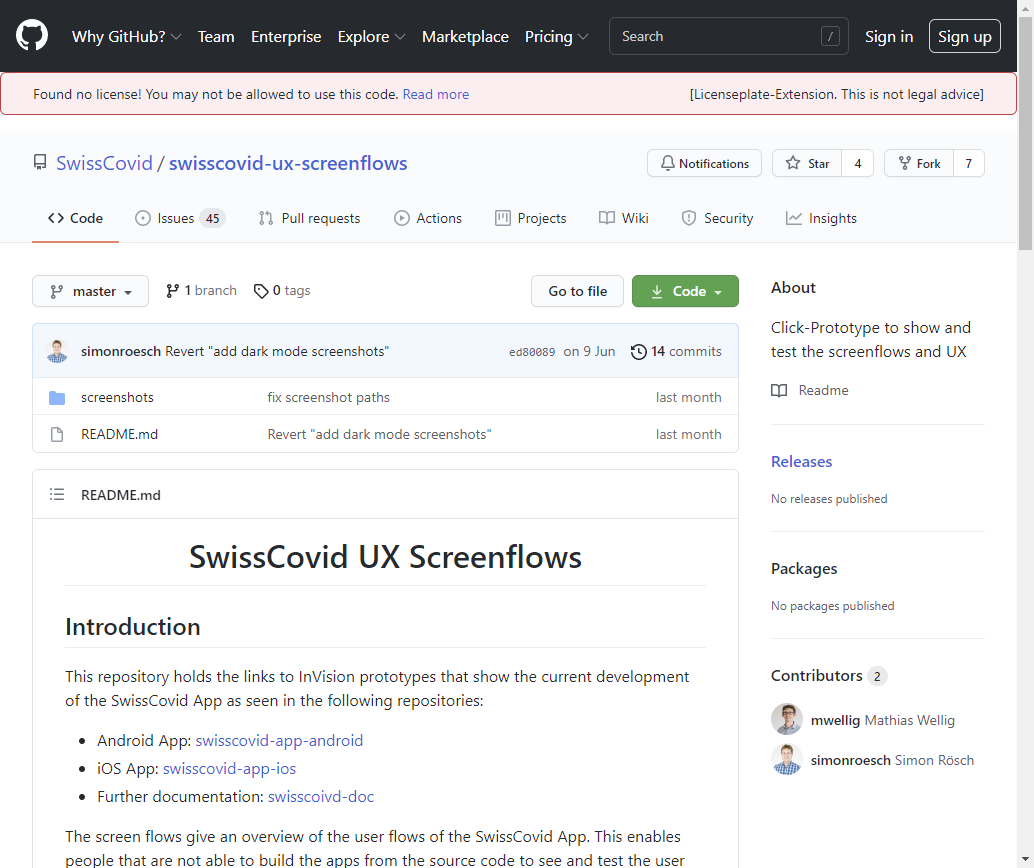 Why GitHub? Team Enterprise Explore Marketplace Pricing Search / Sign in Sign up
Found no license! You may not be allowed to use this code. Read more [Licenseplate-Extension. This is not legal advice]
SwissCovid / swisscovid-ux-screenflows Notifications Star 4 Fork 7
Code Issues 45 Pull requests Actions Projects Wiki Security Insights
master 1 branch 0 tags Go to file Code
simonroesch Revert "add dark mode screenshots" ed80089 on 9 Jun 14 commits
screenshots fix screenshot paths last month
README.md Revert "add dark mode screenshots" last month
README.md
SwissCovid UX Screenflows
Introduction
This repository holds the links to InVision prototypes that show the current development
of the SwissCovid App as seen in the following repositories:
• Android App: swisscovid-app-android
• iOS App: swisscovid-app-ios
• Further documentation: swisscoivd-doc
The screen flows give an overview of the user flows of the SwissCovid App. This enables
people that are not able to build the apps from the source code to see and test the user
About
Click-Prototype to show and
test the screenflows and UX
Readme
Releases
No releases published
Packages
No packages published
Contributors 2
mwellig Mathias Wellig
simonroesch Simon Rösch